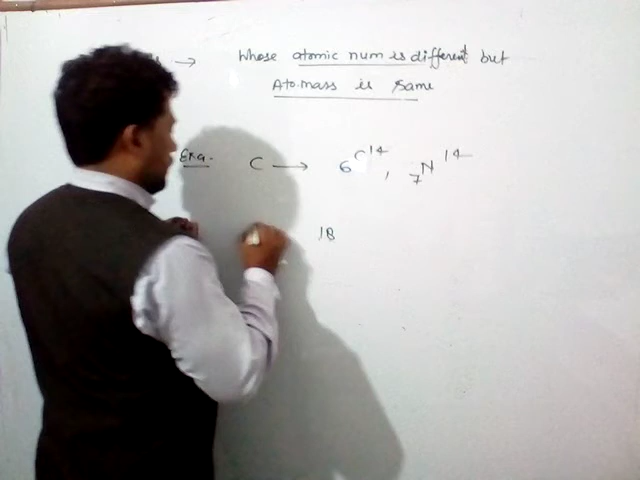 → Whose atomic num is different but
Ato.mass is same
Exa. C → ₆C¹⁴, ₇N¹⁴
18